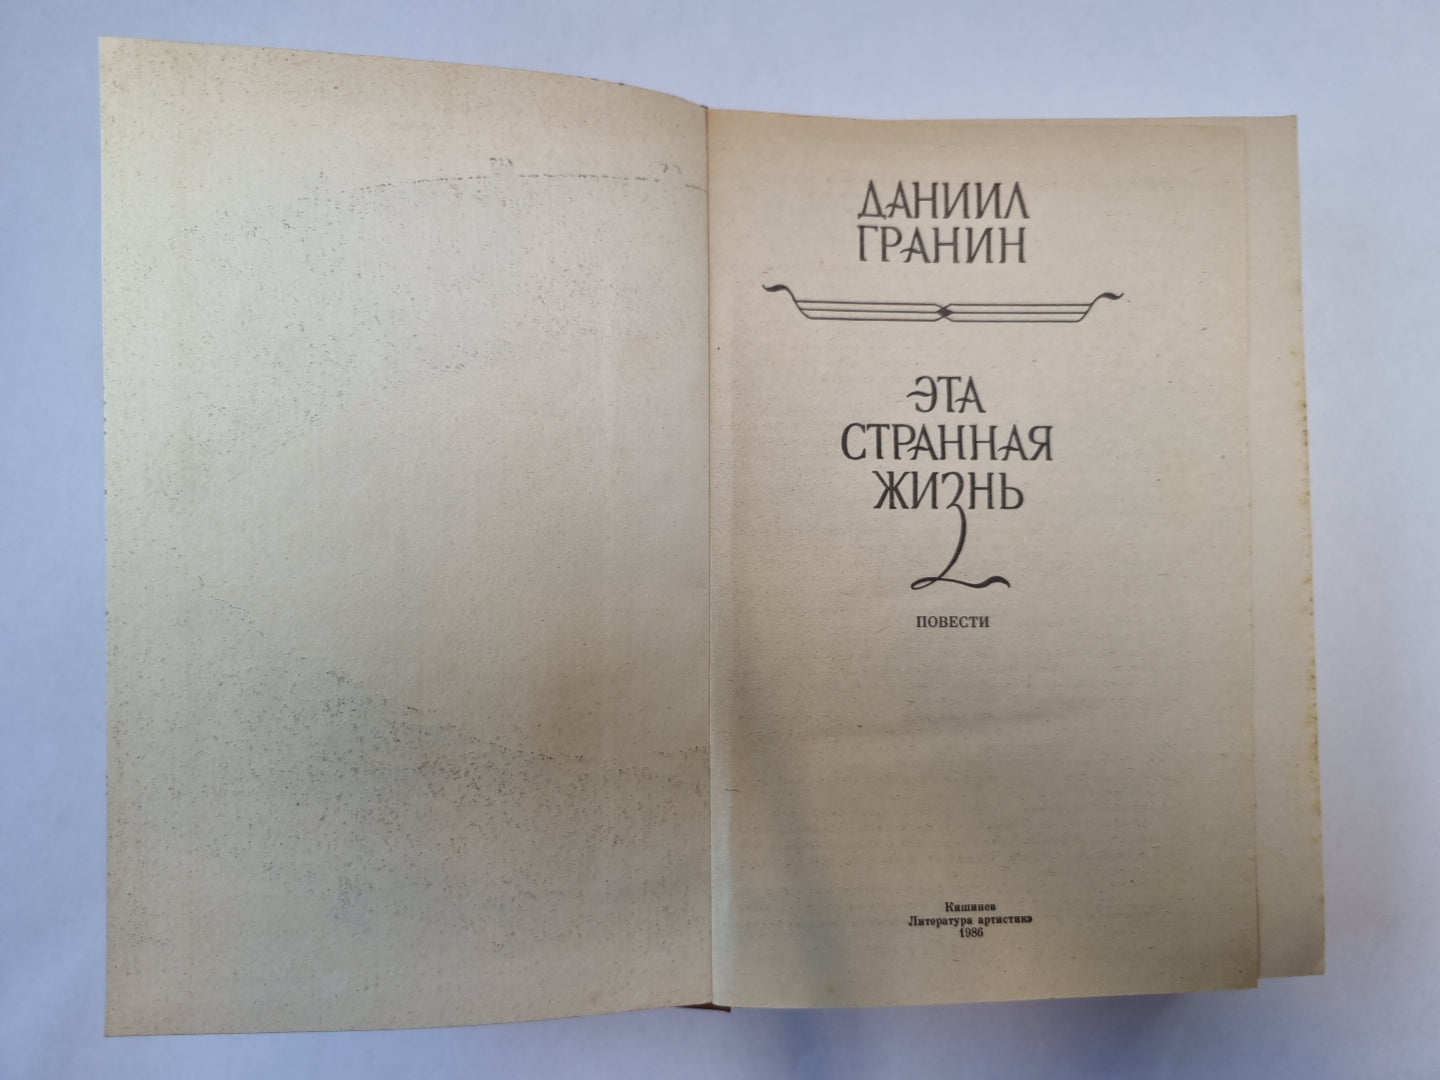 ДАНИИЛ
ГРАНИН
ЭТА
СТРАННАЯ
ЖИЗНЬ
ПОВЕСТИ
Кишинев
Литература артистикэ
1986